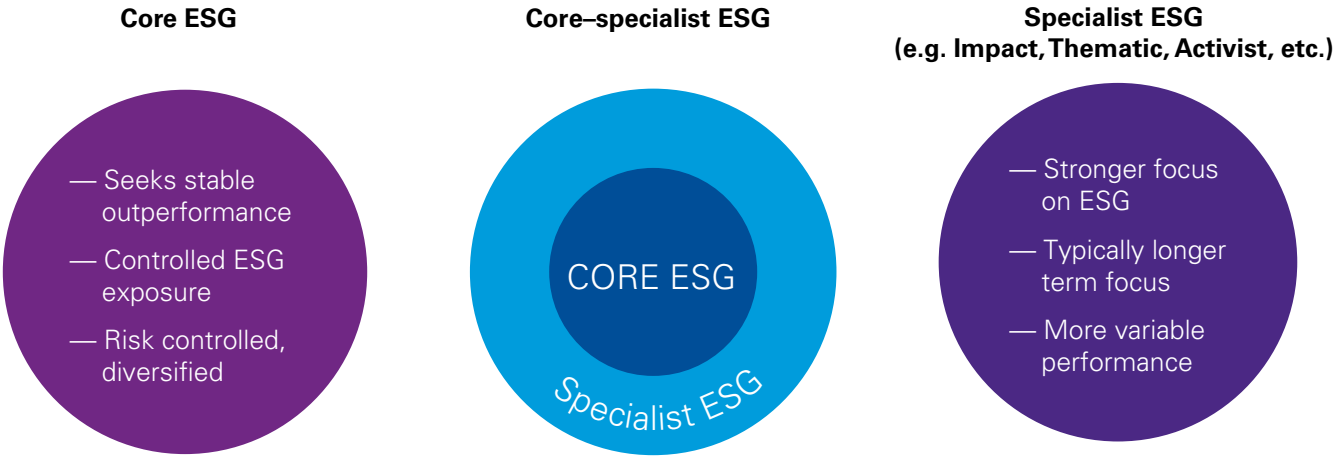 Core ESG
— Seeks stable
outperformance
— Controlled ESG
exposure
— Risk controlled,
diversified
Core–specialist ESG
CORE ESG
Specialist ESG
Specialist ESG
(e.g. Impact, Thematic, Activist, etc.)
— Stronger focus
on ESG
— Typically longer
term focus
— More variable
performance